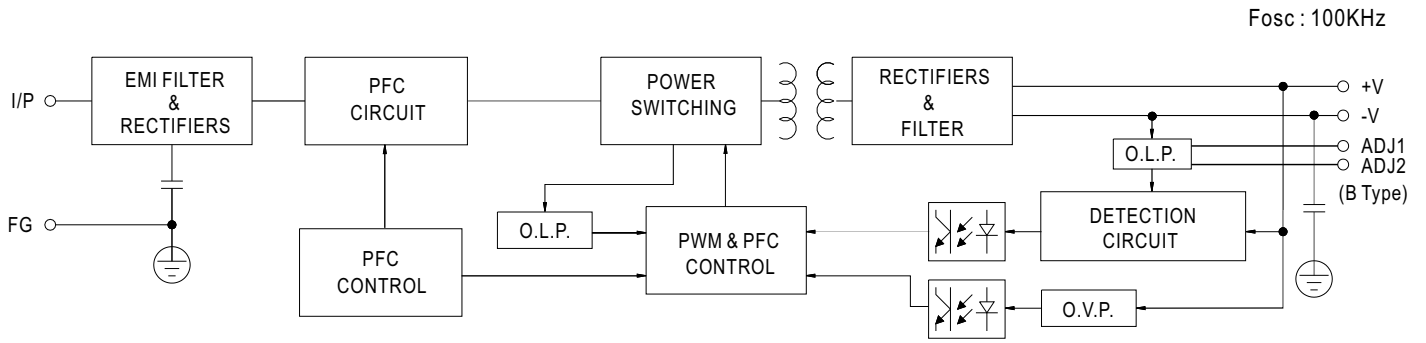 Fosc : 100KHz
I/P
EMI FILTER
&
RECTIFIERS
PFC
CIRCUIT
POWER
SWITCHING
RECTIFIERS
&
FILTER
+V
-V
O.L.P.
ADJ1
ADJ2
(B Type)
FG
O.L.P.
PFC
CONTROL
PWM & PFC
CONTROL
DETECTION
CIRCUIT
O.V.P.